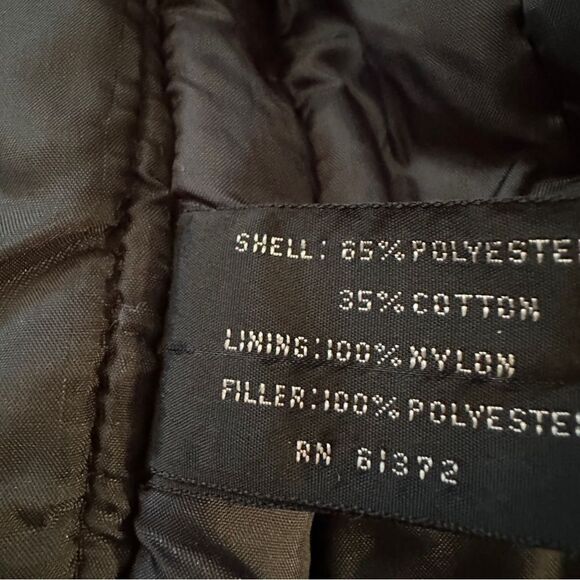 SHELL: 65% POLYESTE
35% COTTON
LINING: 100% NYLON
FILLER: 100% POLYESTE
RN 61372